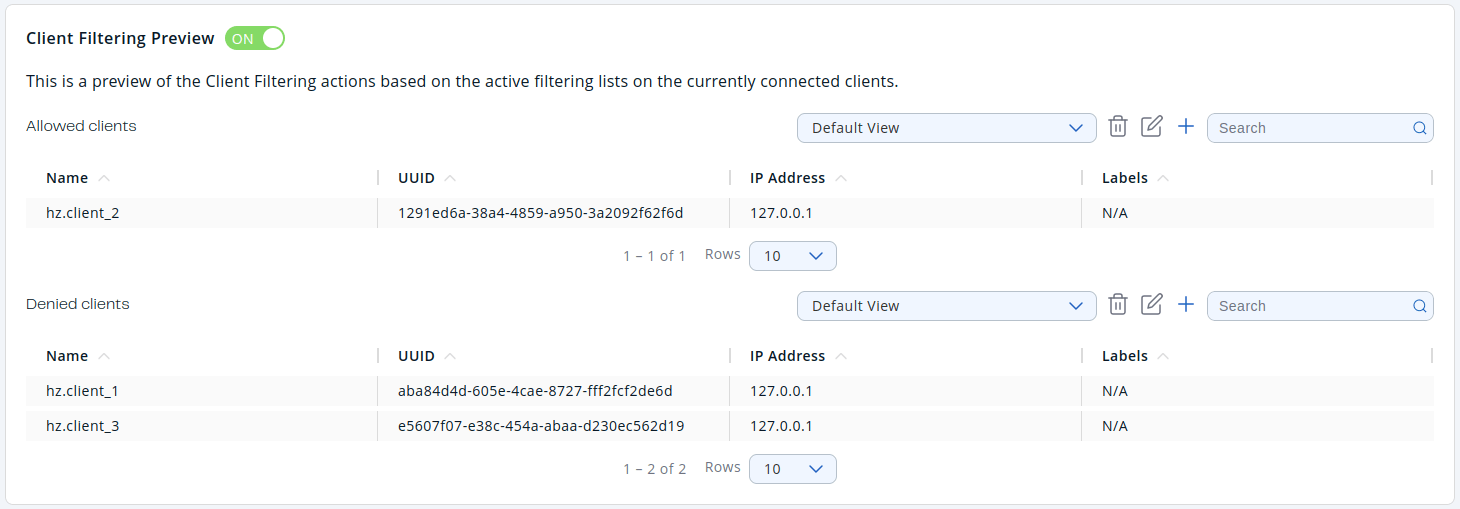 Client Filtering Preview ON
This is a preview of the Client Filtering actions based on the active filtering lists on the currently connected clients.
Allowed clients Default View Search
Name UUID IP Address Labels
hz.client_2 1291ed6a-38a4-4859-a950-3a2092f62f6d 127.0.0.1 N/A
1 – 1 of 1 Rows 10
Denied clients Default View Search
Name UUID IP Address Labels
hz.client_1 aba84d4d-605e-4cae-8727-fff2fcf2de6d 127.0.0.1 N/A
hz.client_3 e5607f07-e38c-454a-abaa-d230ec562d19 127.0.0.1 N/A
1 – 2 of 2 Rows 10